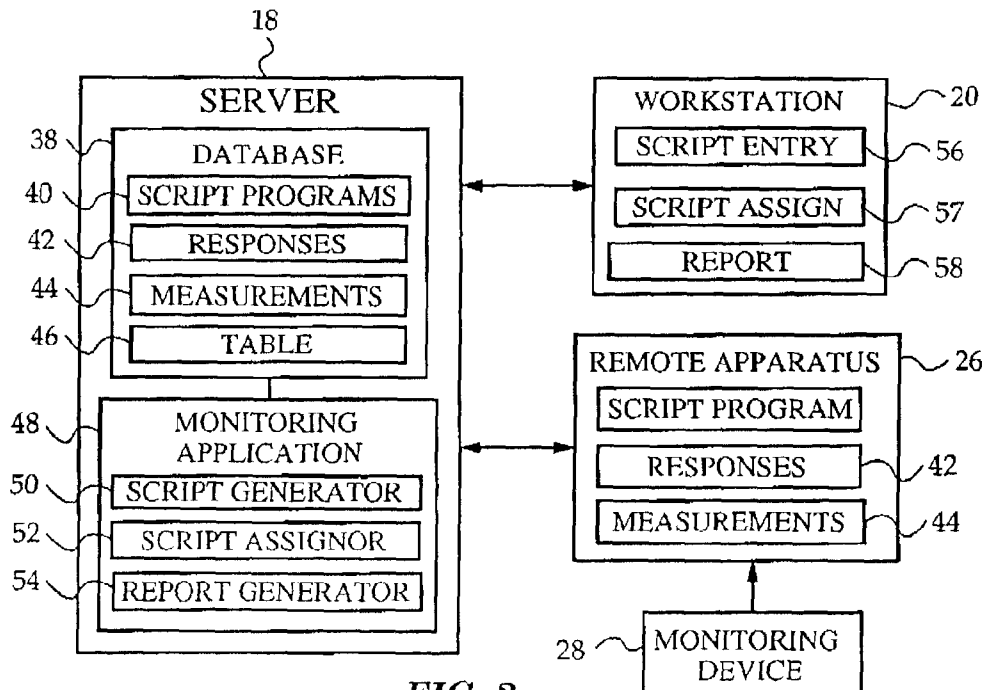 18
SERVER
38
DATABASE
40
SCRIPT PROGRAMS
42
RESPONSES
44
MEASUREMENTS
46
TABLE
48
MONITORING
APPLICATION
50
SCRIPT GENERATOR
52
SCRIPT ASSIGNOR
54
REPORT GENERATOR
WORKSTATION
20
SCRIPT ENTRY
56
SCRIPT ASSIGN
57
REPORT
58
REMOTE APPARATUS
26
SCRIPT PROGRAM
RESPONSES
42
MEASUREMENTS
44
28
MONITORING
DEVICE